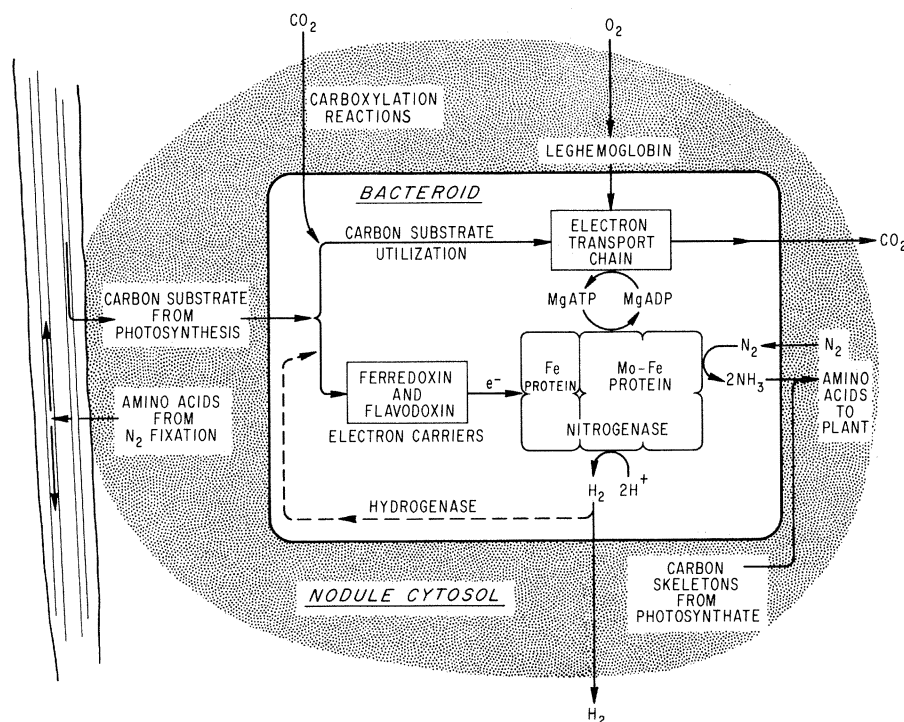 CO2
O2
CARBOXYLATION
REACTIONS
LEGHEMOGLOBIN
BACTEROID
CARBON SUBSTRATE
UTILIZATION
ELECTRON
TRANSPORT
CHAIN
CO2
MgATP
MgADP
CARBON SUBSTRATE
FROM
PHOTOSYNTHESIS
FERREDOXIN
AND
FLAVODOXIN
ELECTRON CARRIERS
e-
Fe
PROTEIN
Mo-Fe
PROTEIN
NITROGENASE
N2
N2
2NH3
AMINO
ACIDS
TO
PLANT
AMINO ACIDS
FROM
N2 FIXATION
H2
2H+
HYDROGENASE
NODULE CYTOSOL
CARBON
SKELETONS
FROM
PHOTOSYNTHATE
H2